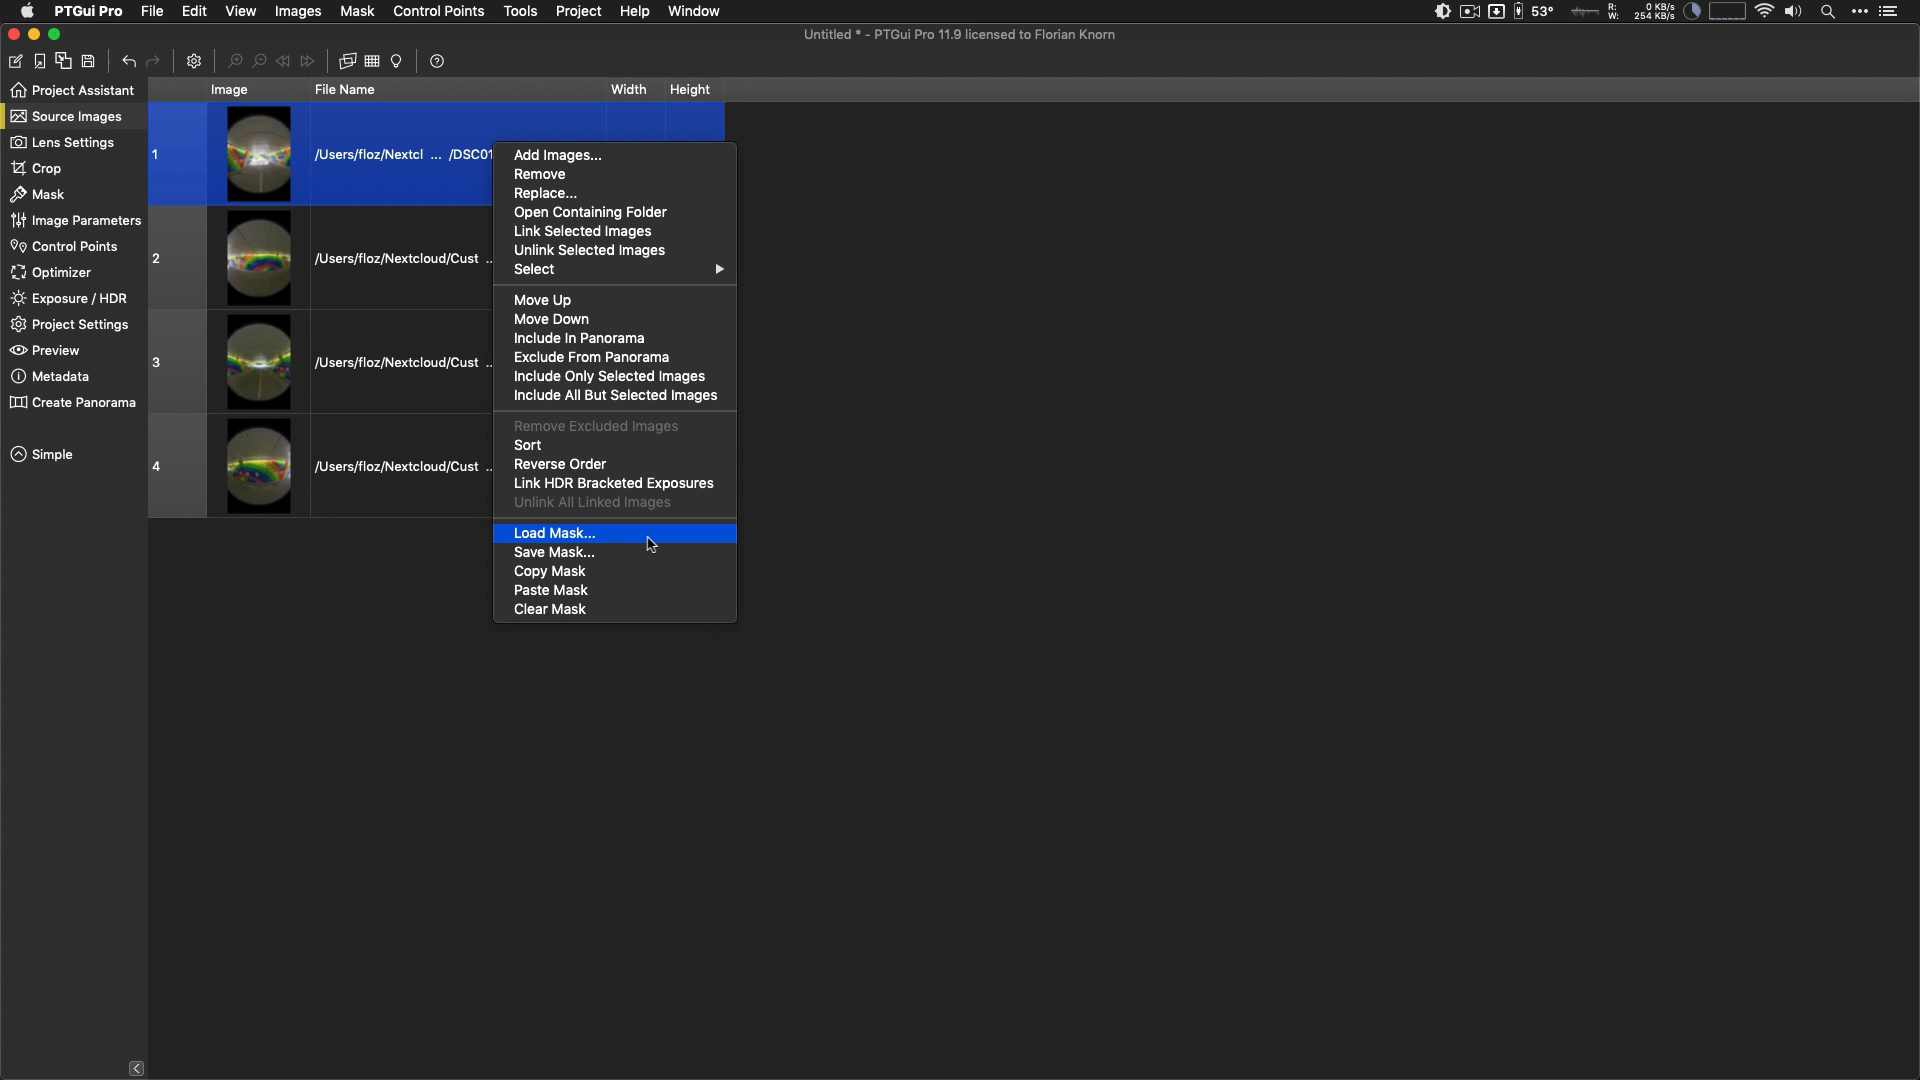 PTGui Pro File Edit View Images Mask Control Points Tools Project Help Window
53° R: W: 0 KB/s 254 KB/s
Untitled * - PTGui Pro 11.9 licensed to Florian Knorn
Project Assistant
Source Images
Lens Settings
Crop
Mask
Image Parameters
Control Points
Optimizer
Exposure / HDR
Project Settings
Preview
Metadata
Create Panorama
Simple
Image File Name Width Height
1 /Users/floz/Nextcl ... /DSC01
2 /Users/floz/Nextcloud/Cust ..
3 /Users/floz/Nextcloud/Cust ..
4 /Users/floz/Nextcloud/Cust ..
Add Images...
Remove
Replace...
Open Containing Folder
Link Selected Images
Unlink Selected Images
Select
Move Up
Move Down
Include In Panorama
Exclude From Panorama
Include Only Selected Images
Include All But Selected Images
Remove Excluded Images
Sort
Reverse Order
Link HDR Bracketed Exposures
Unlink All Linked Images
Load Mask...
Save Mask...
Copy Mask
Paste Mask
Clear Mask